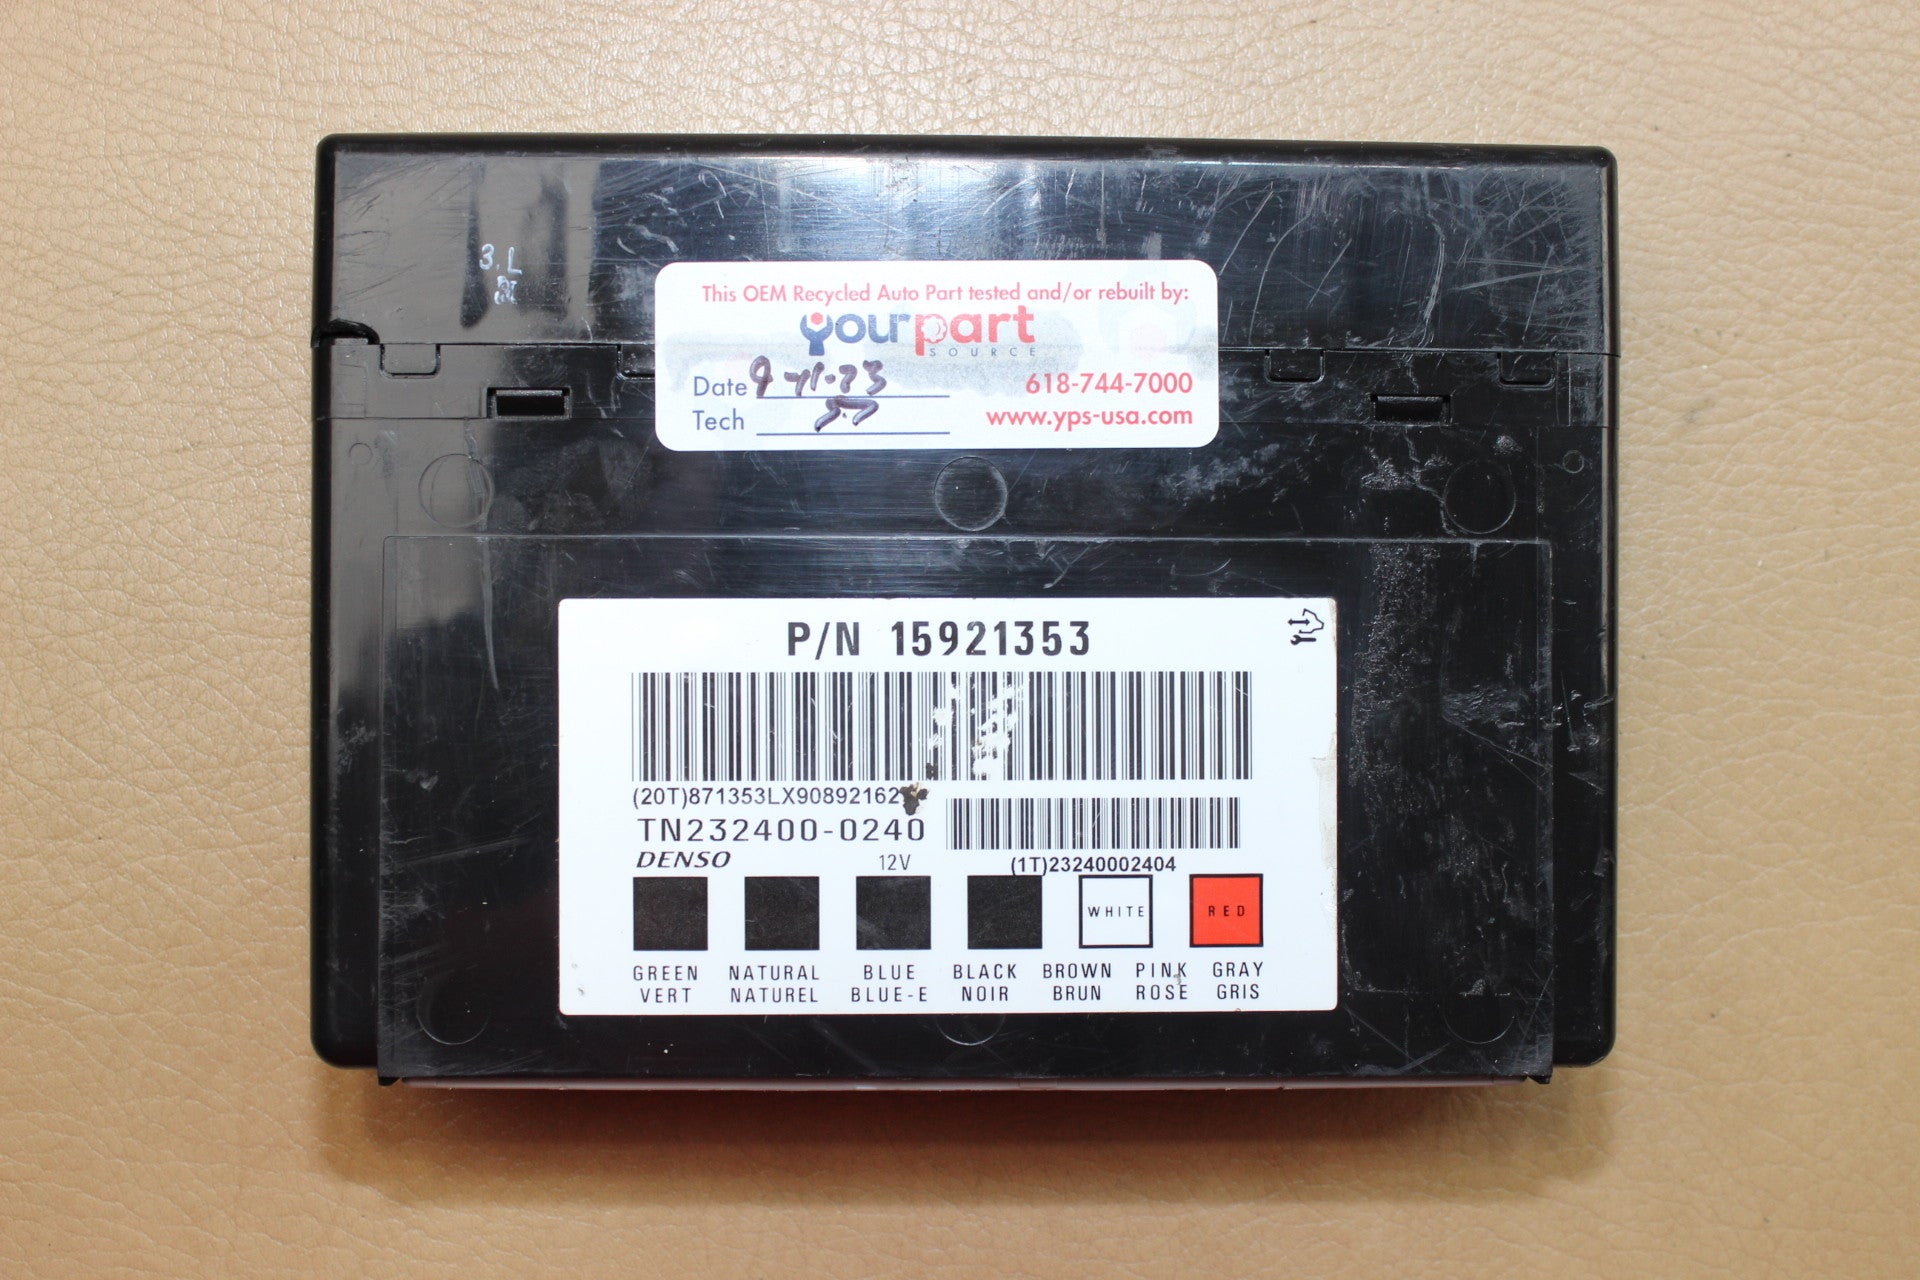 3.L
This OEM Recycled Auto Part tested and/or rebuilt by:
yourpart
SOURCE
Date
618-744-7000
Tech
www.yps-usa.com
P/N 15921353
(20T)871353LX90892162
TN232400-0240
DENSO 12V
(1T)23240002404
WHITE RED
GREEN NATURAL BLUE BLACK BROWN PINK GRAY
VERT NATUREL BLUE-E NOIR BRUN ROSE GRIS